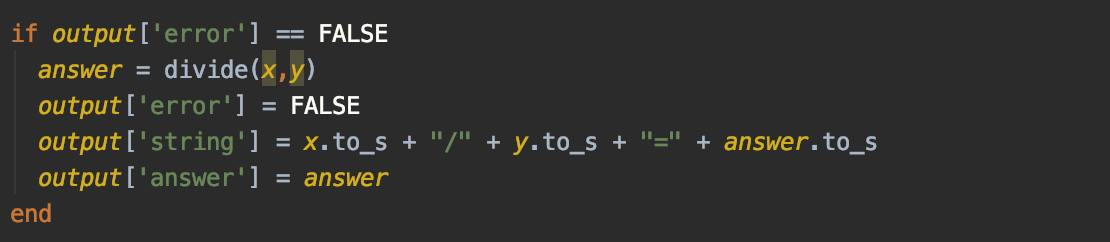 if output['error'] == FALSE
  answer = divide(x,y)
  output['error'] = FALSE
  output['string'] = x.to_s + "/" + y.to_s + "=" + answer.to_s
  output['answer'] = answer
end